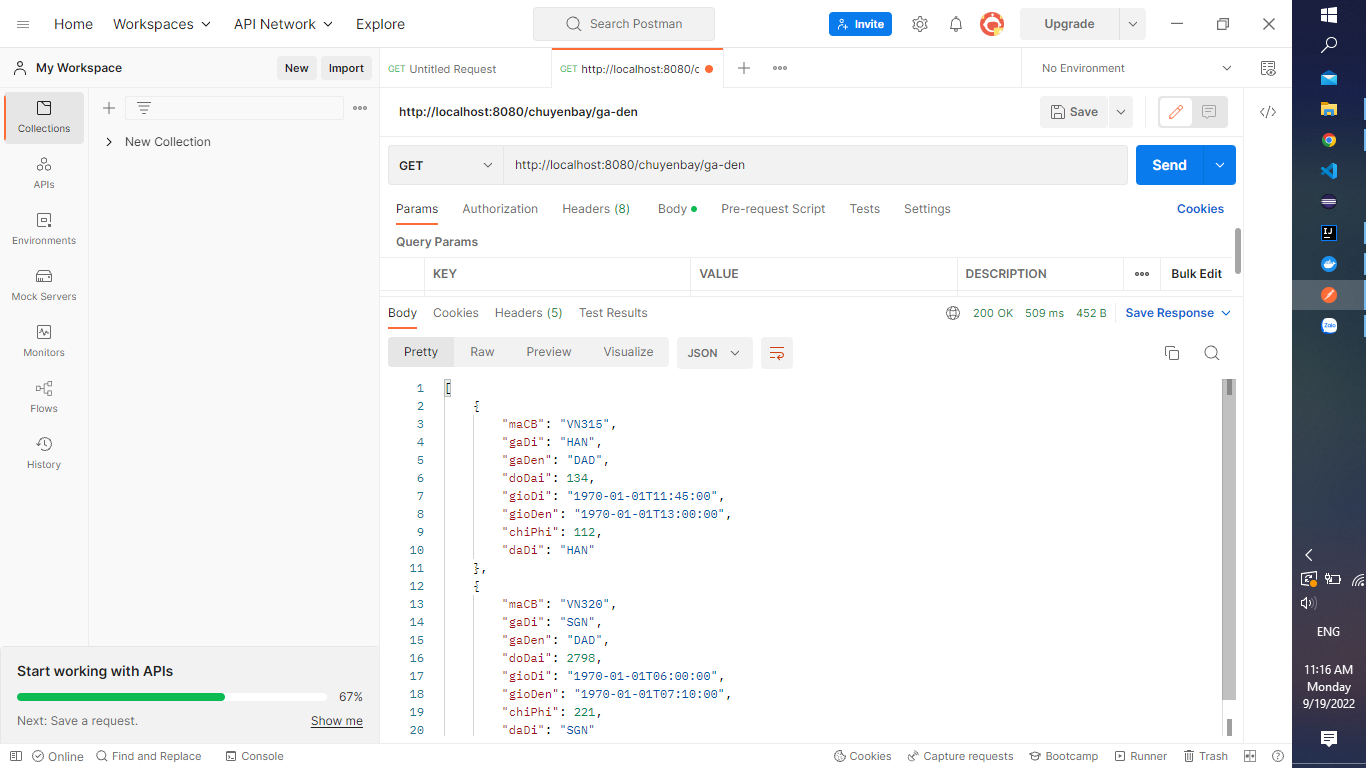 Home Workspaces API Network Explore Search Postman Invite Upgrade
My Workspace New Import GET Untitled Request GET http://localhost:8080/c No Environment
Collections
New Collection
APIs
Environments
Mock Servers
Monitors
Flows
History
http://localhost:8080/chuyenbay/ga-den Save
GET http://localhost:8080/chuyenbay/ga-den Send
Params Authorization Headers (8) Body Pre-request Script Tests Settings Cookies
Query Params
KEY VALUE DESCRIPTION Bulk Edit
Body Cookies Headers (5) Test Results 200 OK 509 ms 452 B Save Response
Pretty Raw Preview Visualize JSON
1 [
2 {
3 "maCB": "VN315",
4 "gaDi": "HAN",
5 "gaDen": "DAD",
6 "doDai": 134,
7 "gioDi": "1970-01-01T11:45:00",
8 "gioDen": "1970-01-01T13:00:00",
9 "chiPhi": 112,
10 "daDi": "HAN"
11 },
12 {
13 "maCB": "VN320",
14 "gaDi": "SGN",
15 "gaDen": "DAD",
16 "doDai": 2798,
17 "gioDi": "1970-01-01T06:00:00",
18 "gioDen": "1970-01-01T07:10:00",
19 "chiPhi": 221,
20 "daDi": "SGN"
Start working with APIs
67%
Next: Save a request. Show me
Online Find and Replace Console Cookies Capture requests Bootcamp Runner Trash
IJ
Zalo
ENG
11:16 AM
Monday
9/19/2022